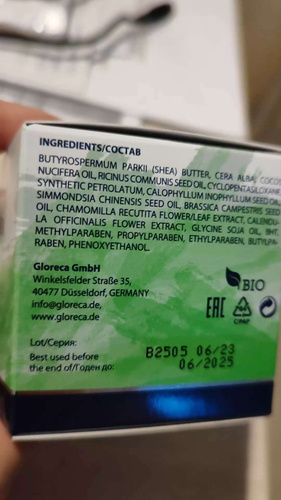 INGREDIENTS/СОСТАВ
BUTYROSPERMUM PARKII (SHEA) BUTTER, CERA ALBA, COCOS
NUCIFERA OIL, RICINUS COMMUNIS SEED OIL, CYCLOPENTASILOXANE,
SYNTHETIC PETROLATUM, CALOPHYLLUM INOPHYLLUM SEED OIL,
SIMMONDSIA CHINENSIS SEED OIL, BRASSICA CAMPESTRIS SEED
OIL, CHAMOMILLA RECUTITA FLOWER/LEAF EXTRACT, CALENDU-
LA OFFICINALIS FLOWER EXTRACT, GLYCINE SOJA OIL, BHT,
METHYLPARABEN, PROPYLPARABEN, ETHYLPARABEN, BUTYLPA-
RABEN, PHENOXYETHANOL.
Gloreca GmbH
Winkelsfelder Straße 35,
40477 Düsseldorf, GERMANY
info@gloreca.de,
www.gloreca.de
BIO
EAC
C/PAP
Lot/Серия:
B2505 06/23
Best used before
the end of/Годен до:
06/2025